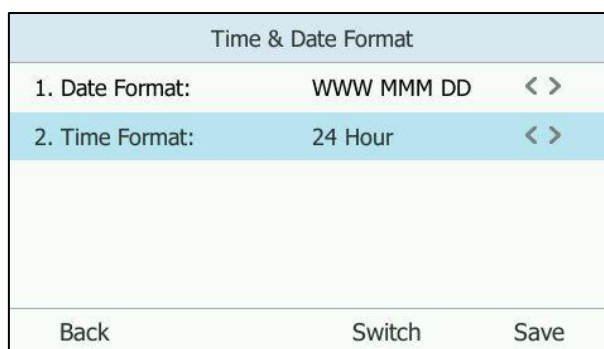 Time & Date Format
1. Date Format: WWW MMM DD < >
2. Time Format: 24 Hour < >
Back Switch Save